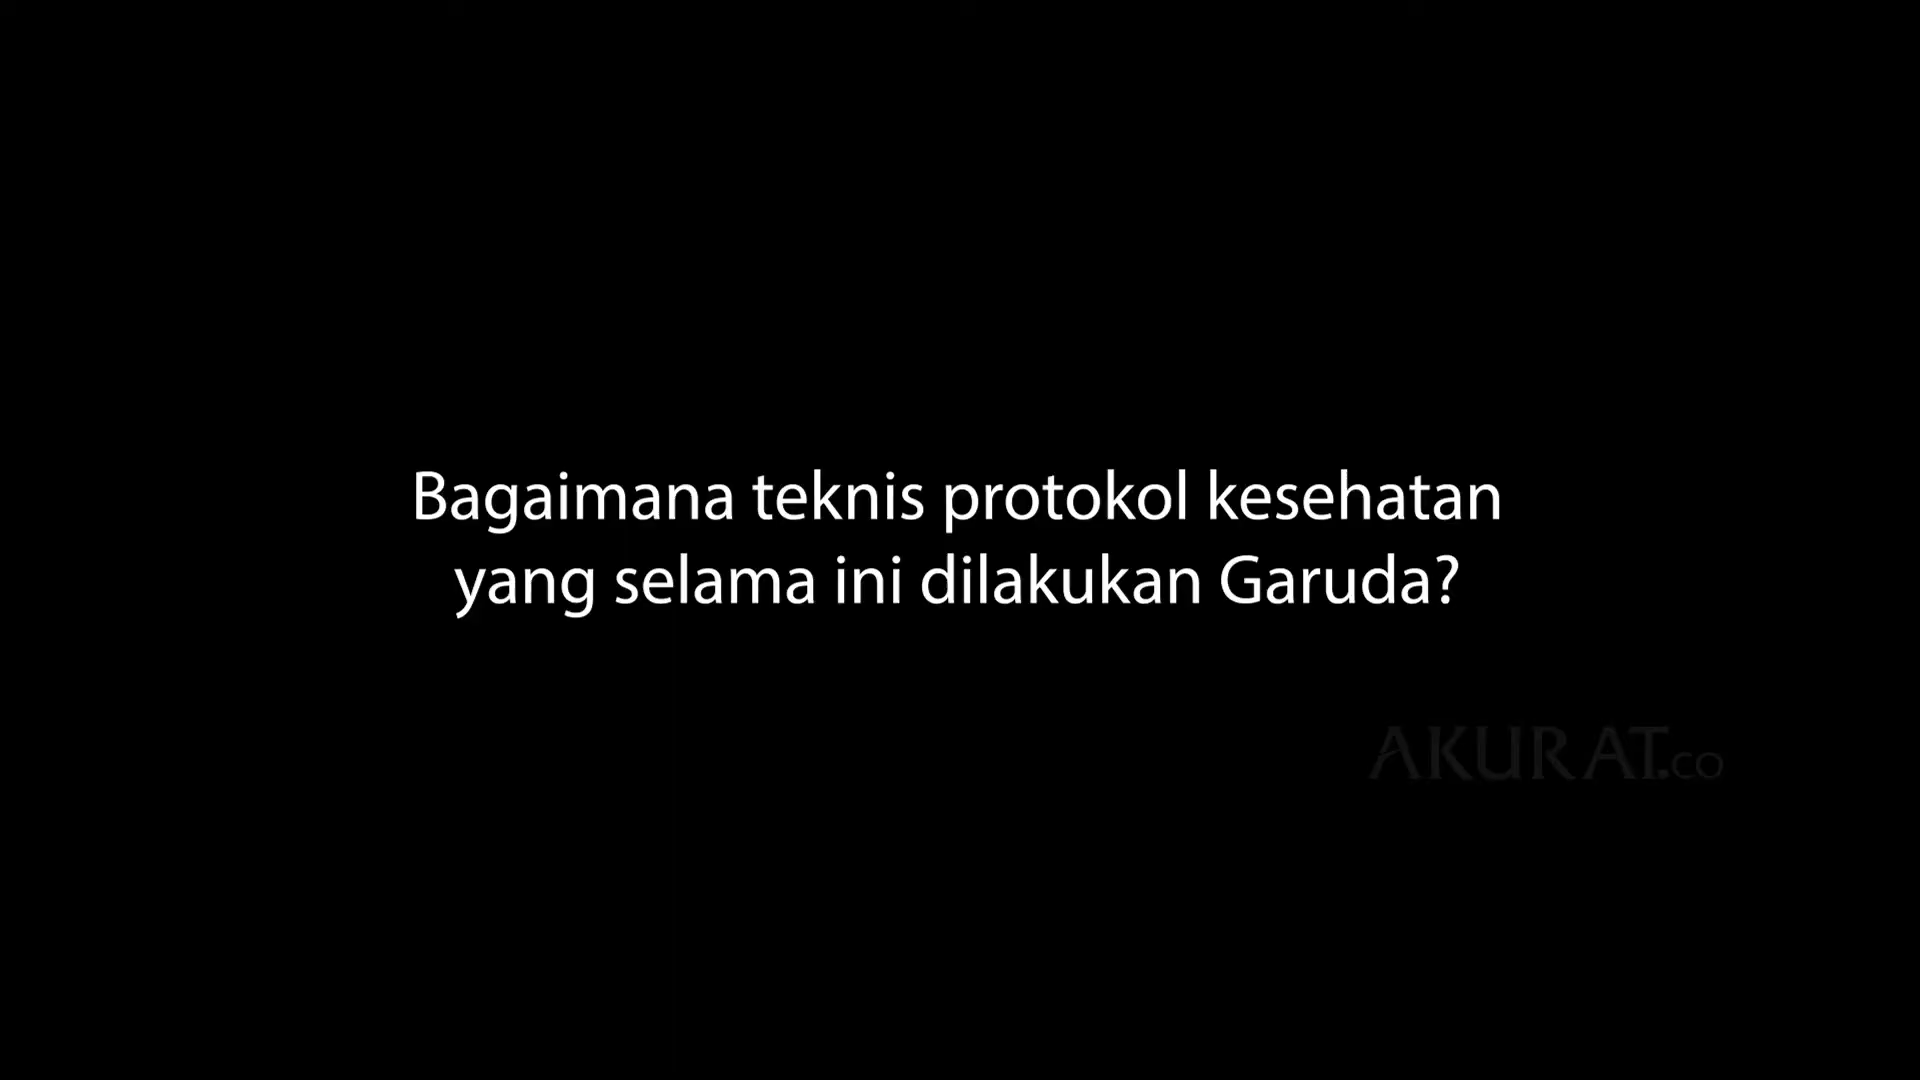 Bagaimana teknis protokol kesehatan
yang selama ini dilakukan Garuda?
AKURAT.co